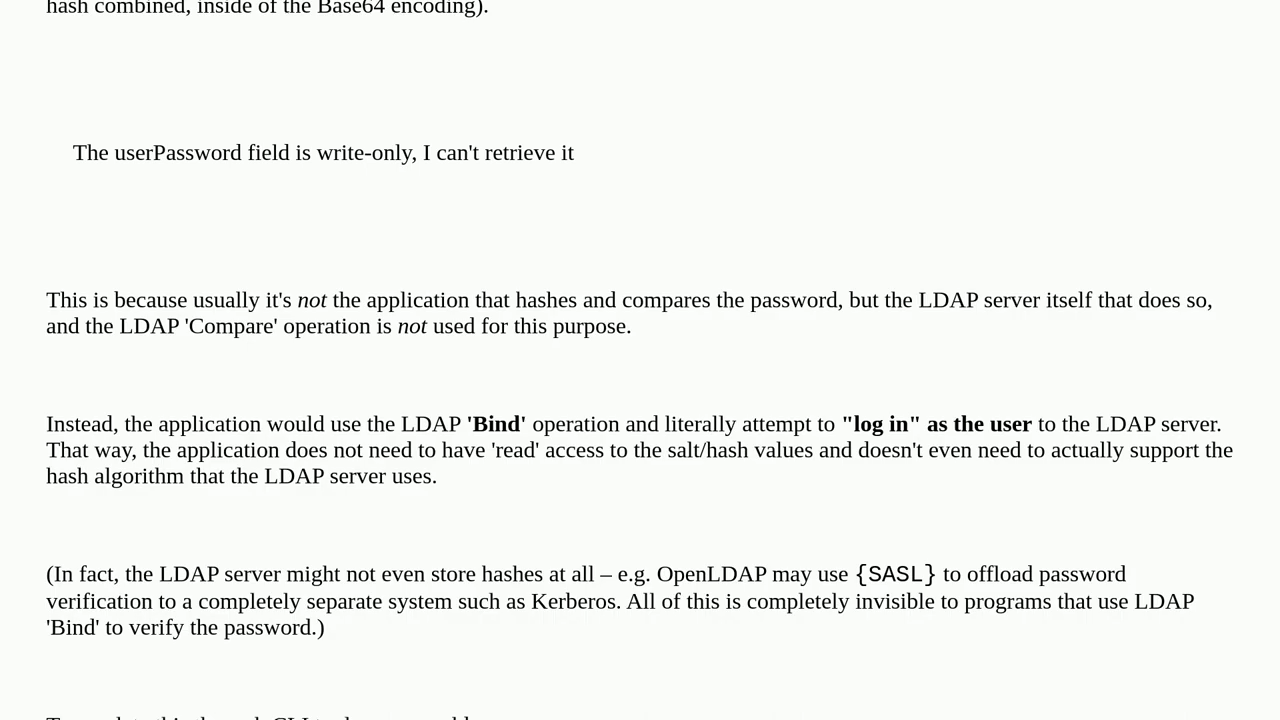 hash combined, inside of the Base64 encoding).
The userPassword field is write-only, I can't retrieve it
This is because usually it's not the application that hashes and compares the password, but the LDAP server itself that does so,
and the LDAP 'Compare' operation is not used for this purpose.
Instead, the application would use the LDAP 'Bind' operation and literally attempt to "log in" as the user to the LDAP server.
That way, the application does not need to have 'read' access to the salt/hash values and doesn't even need to actually support the
hash algorithm that the LDAP server uses.
(In fact, the LDAP server might not even store hashes at all – e.g. OpenLDAP may use {SASL} to offload password
verification to a completely separate system such as Kerberos. All of this is completely invisible to programs that use LDAP
'Bind' to verify the password.)